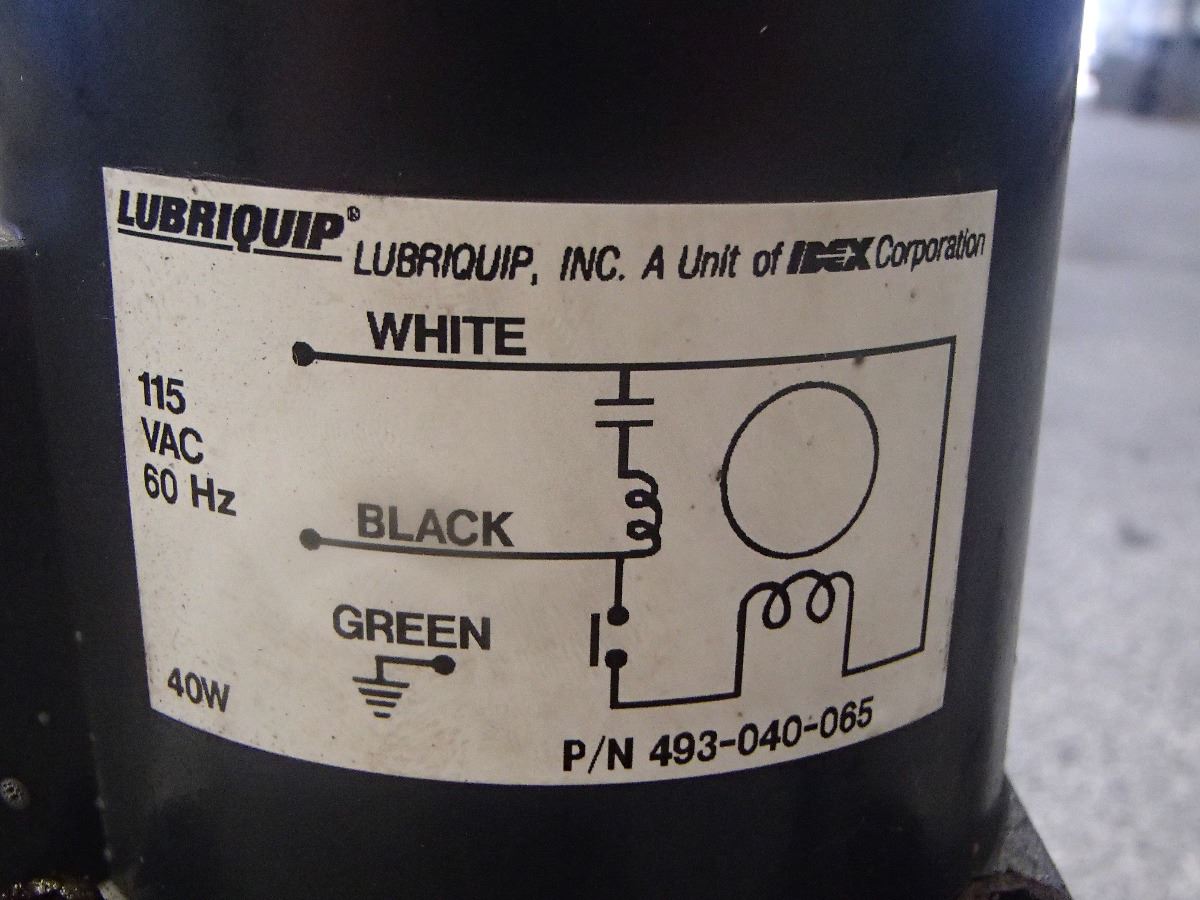 LUBRIQUIP®
LUBRIQUIP, INC. A Unit of IDEX Corporation
WHITE
115
VAC
60 Hz
BLACK
GREEN
40W
P/N 493-040-065